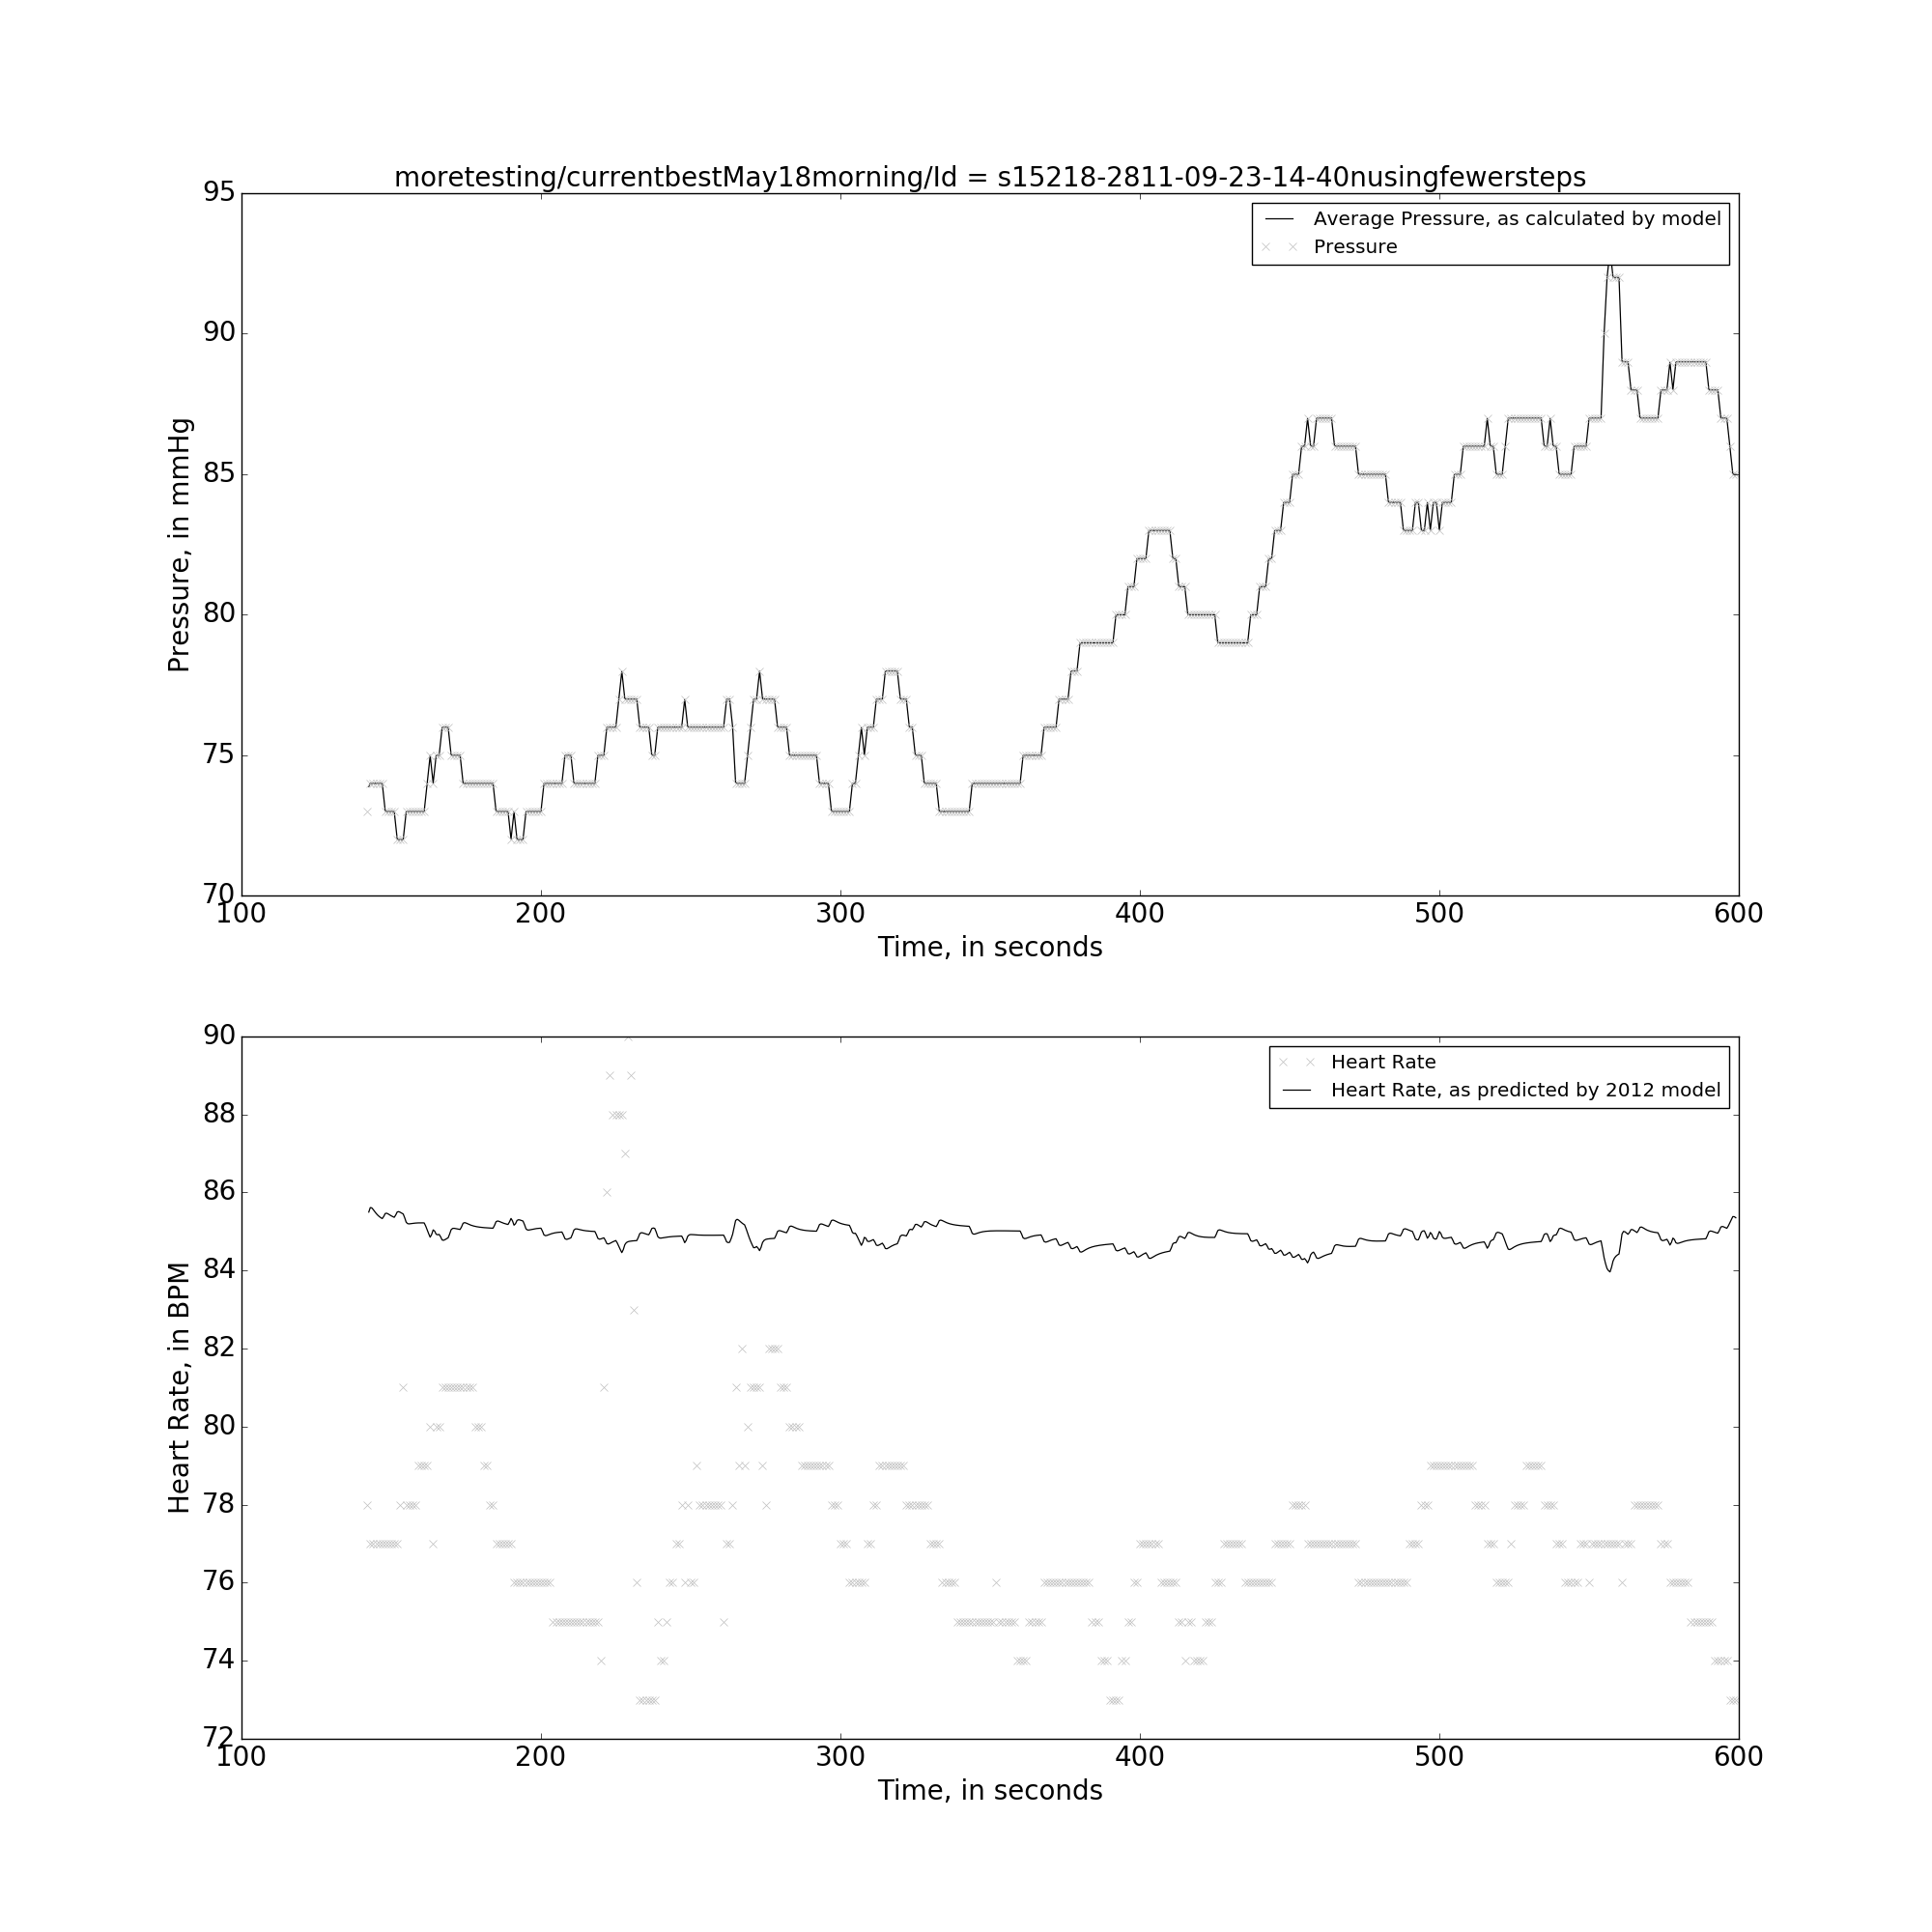 moretesting/currentbestMay18morning/Id = s15218-2811-09-23-14-40nusingfewersteps
95
90
85
80
75
70
Pressure, in mmHg
Average Pressure, as calculated by model
Pressure
100 200 300 400 500 600
Time, in seconds
90
88
86
84
82
80
78
76
74
72
Heart Rate, in BPM
Heart Rate
Heart Rate, as predicted by 2012 model
100 200 300 400 500 600
Time, in seconds